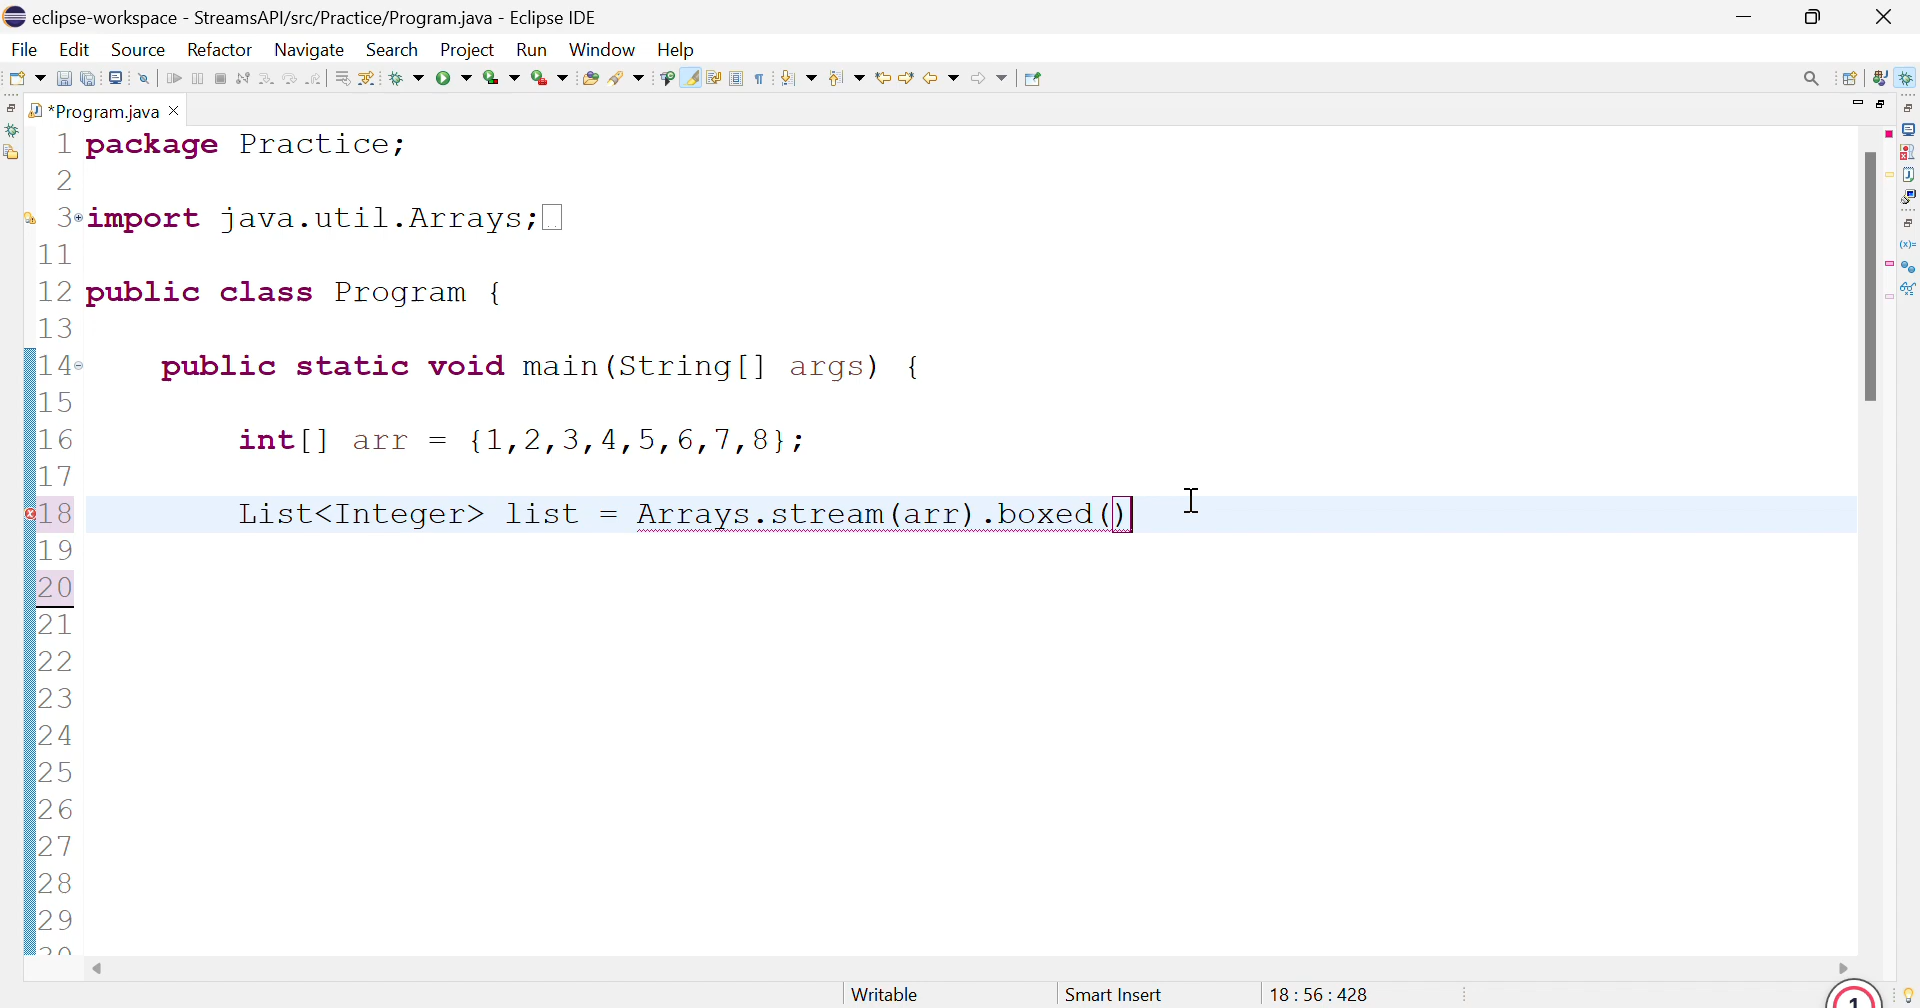 eclipse-workspace - StreamsAPI/src/Practice/Program.java - Eclipse IDE
File Edit Source Refactor Navigate Search Project Run Window Help
*Program.java
1 package Practice;
2
3 import java.util.Arrays;
11
12 public class Program {
13
14 public static void main(String[] args) {
15
16 int[] arr = {1,2,3,4,5,6,7,8};
17
18 List<Integer> list = Arrays.stream(arr).boxed()
19
20
21
22
23
24
25
26
27
28
29
30
Writable Smart Insert 18 : 56 : 428 1